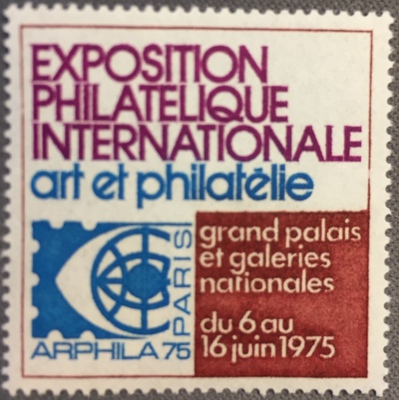 EXPOSITION
PHILATELIQUE
INTERNATIONALE
art et philatélie
ARPHILA 75
PARIS
grand palais
et galeries
nationales
du 6 au
16 juin 1975